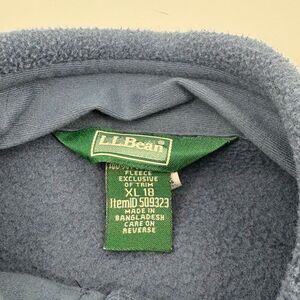 L.L.Bean
FLEECE
EXCLUSIVE
OF TRIM
XL 18
ItemID 509323
MADE IN
BANGLADESH
CARE ON
REVERSE